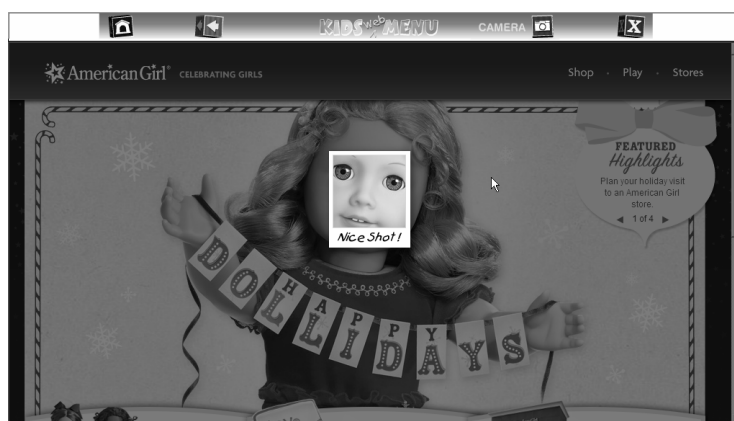 KIDS web MENU
CAMERA
X
American Girl® CELEBRATING GIRLS
Shop · Play · Stores
FEATURED
Highlights
Plan your holiday visit
to an American Girl
store.
◀ 1 of 4 ▶
Nice Shot!
HAPPY
DOLLIDAYS